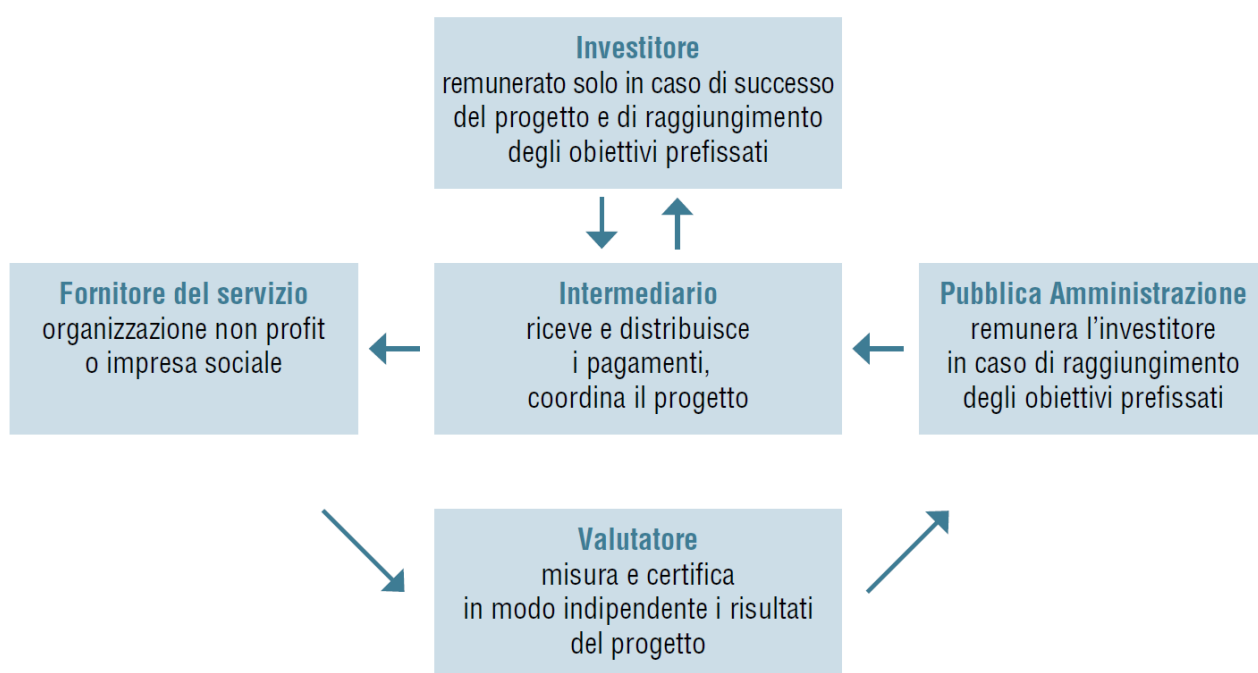 Investitore
remunerato solo in caso di successo
del progetto e di raggiungimento
degli obiettivi prefissati
Fornitore del servizio
organizzazione non profit
o impresa sociale
Intermediario
riceve e distribuisce
i pagamenti,
coordina il progetto
Pubblica Amministrazione
remunera l'investitore
in caso di raggiungimento
degli obiettivi prefissati
Valutatore
misura e certifica
in modo indipendente i risultati
del progetto